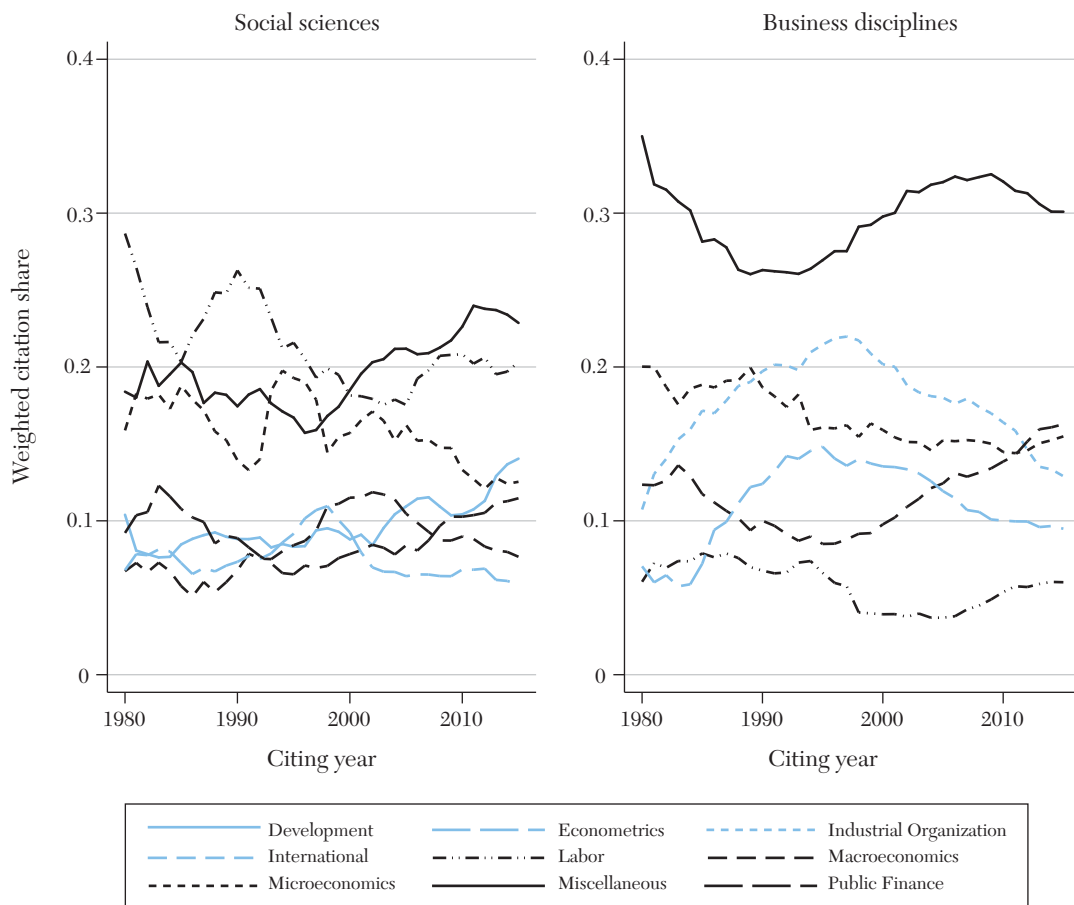 Social sciences
Business disciplines
Weighted citation share
0.4
0.3
0.2
0.1
0
1980 1990 2000 2010
Citing year
0.4
0.3
0.2
0.1
0
1980 1990 2000 2010
Citing year
Development Econometrics Industrial Organization
International Labor Macroeconomics
Microeconomics Miscellaneous Public Finance